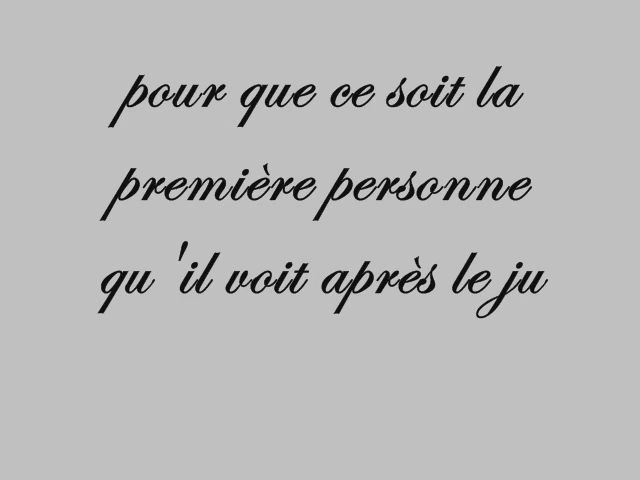 pour que ce soit la
première personne
qu 'il voit après le ju